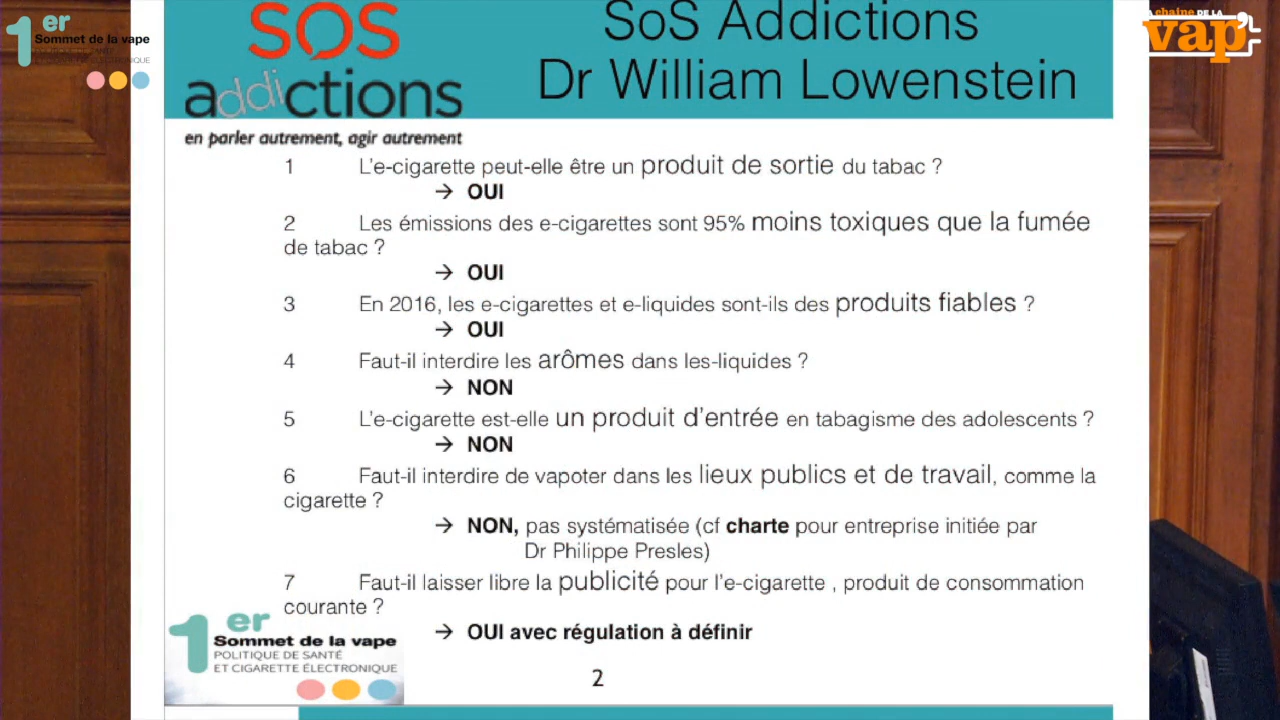 1er
Sommet de la vape
POLITIQUE DE SANTÉ
ET CIGARETTE ÉLECTRONIQUE
SOS
addictions
en parler autrement, agir autrement
SoS Addictions
Dr William Lowenstein
La chaîne DE LA
vap'
1 L'e-cigarette peut-elle être un produit de sortie du tabac ?
→ OUI
2 Les émissions des e-cigarettes sont 95% moins toxiques que la fumée
de tabac ?
→ OUI
3 En 2016, les e-cigarettes et e-liquides sont-ils des produits fiables ?
→ OUI
4 Faut-il interdire les arômes dans les-liquides ?
→ NON
5 L'e-cigarette est-elle un produit d'entrée en tabagisme des adolescents ?
→ NON
6 Faut-il interdire de vapoter dans les lieux publics et de travail, comme la
cigarette ?
→ NON, pas systématisée (cf charte pour entreprise initiée par
Dr Philippe Presles)
7 Faut-il laisser libre la publicité pour l'e-cigarette , produit de consommation
courante ?
→ OUI avec régulation à définir
1er
Sommet de la vape
POLITIQUE DE SANTÉ
ET CIGARETTE ÉLECTRONIQUE
2